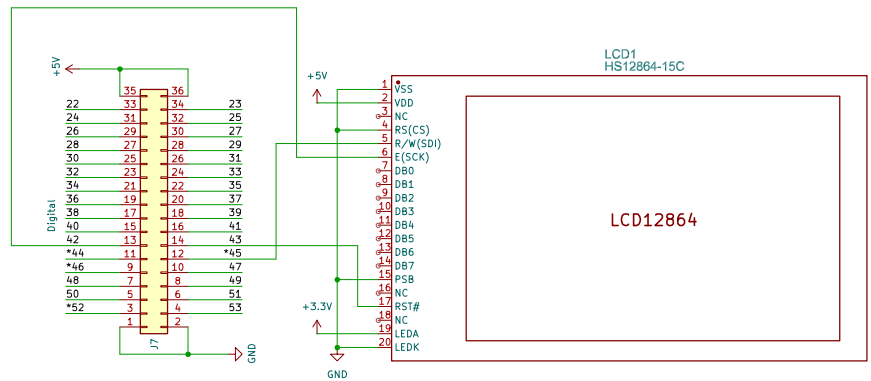 LCD1
HS12864-15C
+5V
+5V
35 36
22 33 34 23
24 31 32 25
26 29 30 27
28 27 28 29
30 25 26 31
32 23 24 33
34 21 22 35
36 19 20 37
38 17 18 39
40 15 16 41
42 13 14 43
*44 11 12 *45
*46 9 10 47
48 7 8 49
50 5 6 51
*52 3 4 53
1 2
Digital
J7
GND
1 VSS
2 VDD
3 NC
4 RS(CS)
5 R/W(SDI)
6 E(SCK)
7 DB0
8 DB1
9 DB2
10 DB3
11 DB4
12 DB5
13 DB6
14 DB7
15 PSB
16 NC
17 RST#
18 NC
19 LEDA
20 LEDK
+3.3V
GND
LCD12864